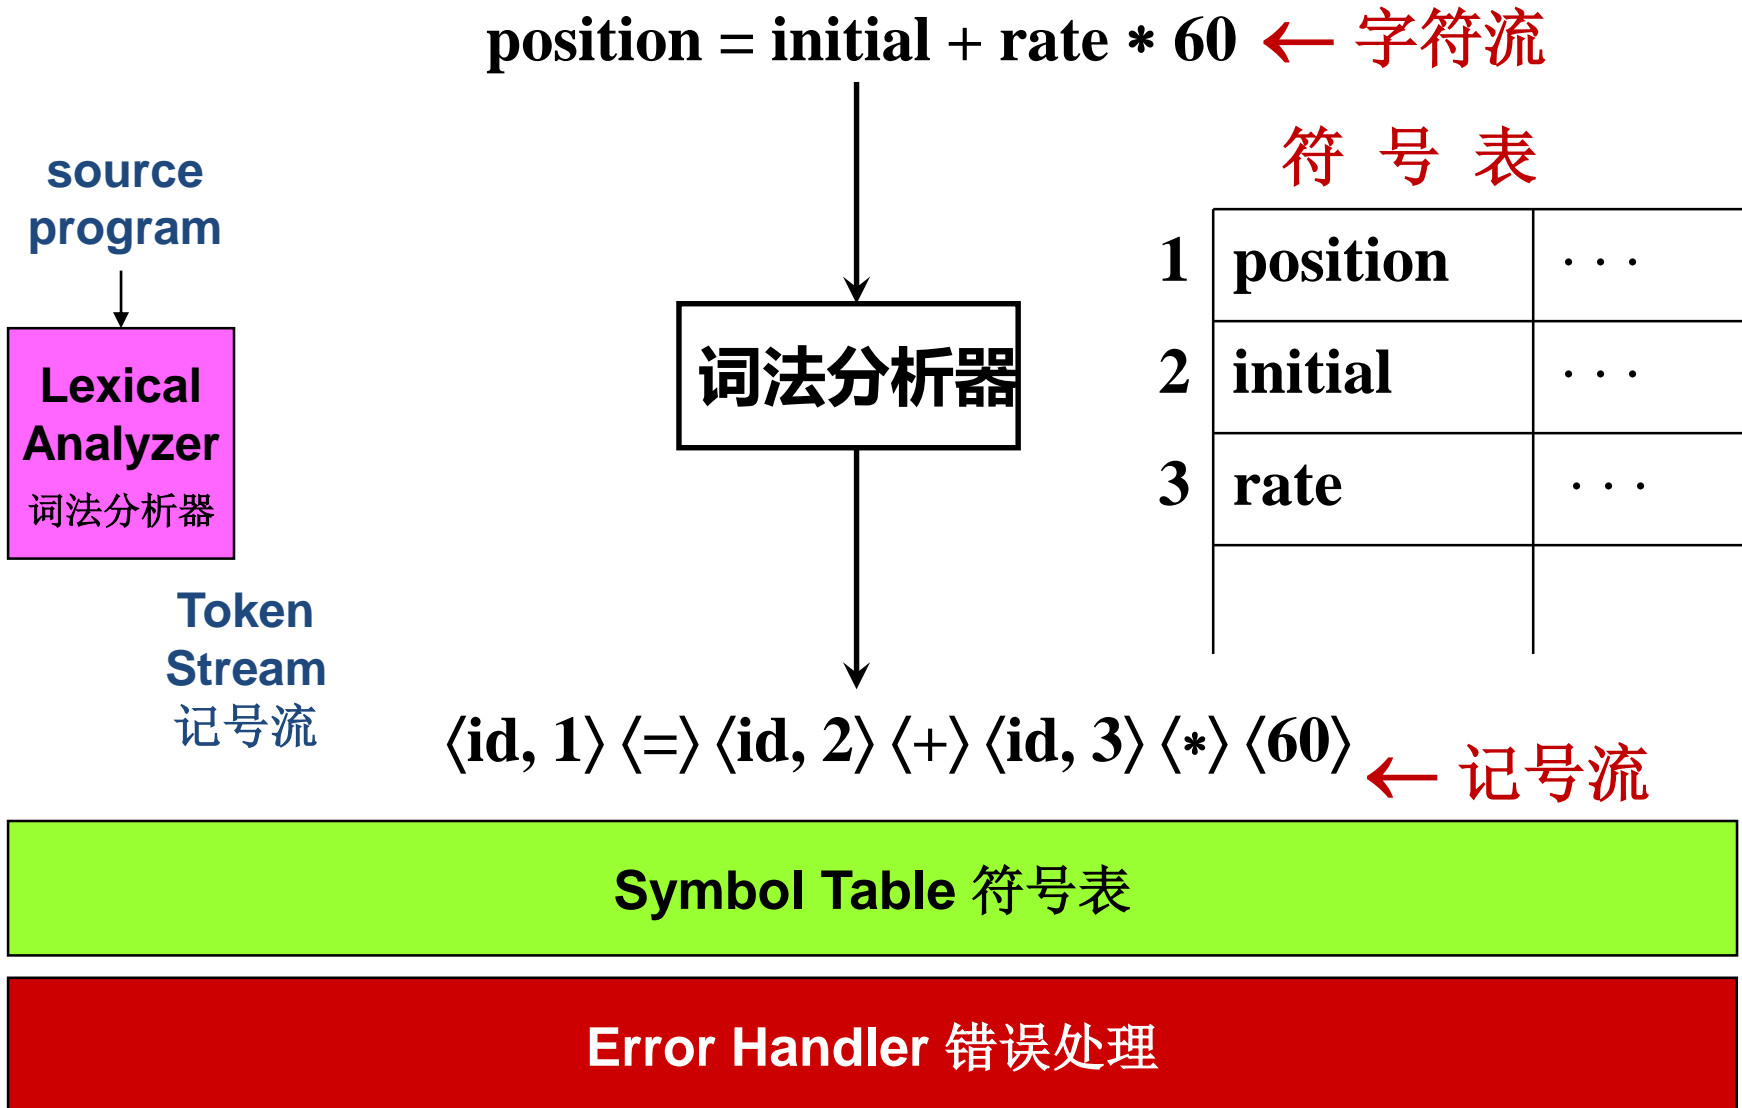 position = initial + rate * 60 ← 字符流
符 号 表
source
program
1 position · · ·
2 initial · · ·
3 rate · · ·
Lexical
Analyzer
词法分析器
词法分析器
Token
Stream
记号流
⟨id, 1⟩ ⟨=⟩ ⟨id, 2⟩ ⟨+⟩ ⟨id, 3⟩ ⟨*⟩ ⟨60⟩ ← 记号流
Symbol Table 符号表
Error Handler 错误处理